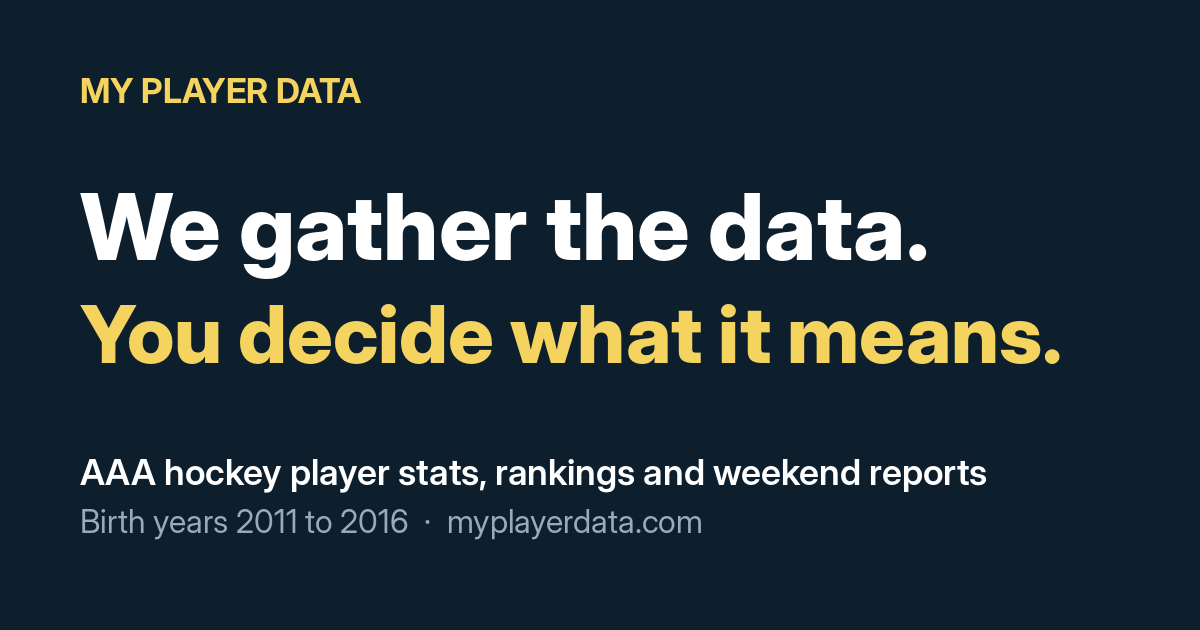 MY PLAYER DATA
We gather the data.
You decide what it means.
AAA hockey player stats, rankings and weekend reports
Birth years 2011 to 2016 · myplayerdata.com